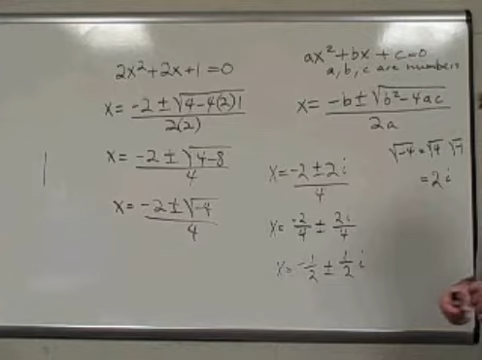 2x² + 2x + 1 = 0
x = (-2 ± √(4-4(2)1)) / 2(2)
x = (-2 ± √(4-8)) / 4
x = (-2 ± √-4) / 4
ax² + bx + c = 0
a, b, c are numbers
x = (-b ± √(b² - 4ac)) / 2a
√-4 = √4 √-1
= 2i
x = (-2 ± 2i) / 4
x = -2/4 ± 2i/4
x = -1/2 ± 1/2 i